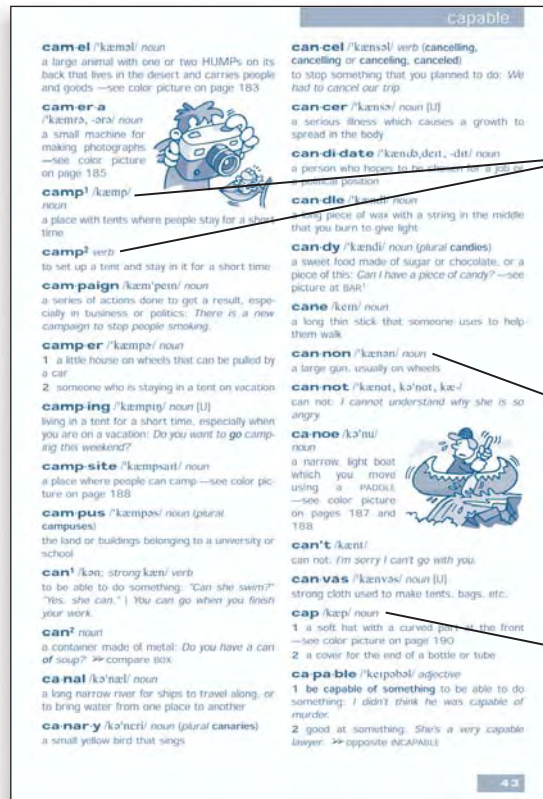 capable
cam·el /ˈkæməl/ noun
a large animal with one or two HUMPs on its
back that lives in the desert and carries people
and goods —see color picture on page 183
cam·er·a
/ˈkæmrə, -ərə/ noun
a small machine for
making photographs
—see color picture
on page 185
camp¹ /kæmp/
noun
a place with tents where people stay for a short
time
camp² verb
to set up a tent and stay in it for a short time
cam·paign /kæmˈpeɪn/ noun
a series of actions done to get a result, espe-
cially in business or politics: There is a new
campaign to stop people smoking.
camp·er /ˈkæmpɚ/ noun
1 a little house on wheels that can be pulled by
a car
2 someone who is staying in a tent on vacation
camp·ing /ˈkæmpɪŋ/ noun [U]
living in a tent for a short time, especially when
you are on a vacation: Do you want to go camp-
ing this weekend?
camp·site /ˈkæmpsaɪt/ noun
a place where people can camp —see color pic-
ture on page 188
cam·pus /ˈkæmpəs/ noun (plural
campuses)
the land or buildings belonging to a university or
school
can¹ /kən; strong kæn/ verb
to be able to do something: "Can she swim?"
"Yes, she can." | You can go when you finish
your work.
can² noun
a container made of metal: Do you have a can
of soup? ≫ compare BOX
ca·nal /kəˈnæl/ noun
a long narrow river for ships to travel along, or
to bring water from one place to another
ca·nar·y /kəˈneri/ noun (plural canaries)
a small yellow bird that sings
can·cel /ˈkænsəl/ verb (cancelling,
cancelling or canceling, canceled)
to stop something that you planned to do: We
had to cancel our trip.
can·cer /ˈkænsɚ/ noun [U]
a serious illness which causes a growth to
spread in the body
can·di·date /ˈkændəˌdeɪt, -dɪt/ noun
a person who hopes to be chosen for a job or
a political position
can·dle /ˈkændl/ noun
a long piece of wax with a string in the middle
that you burn to give light
can·dy /ˈkændi/ noun (plural candies)
a sweet food made of sugar or chocolate, or a
piece of this: Can I have a piece of candy? —see
picture at BAR¹
cane /keɪn/ noun
a long thin stick that someone uses to help
them walk
can·non /ˈkænən/ noun
a large gun, usually on wheels
can·not /ˈkænɒt, kəˈnɒt, kæ-/
can not: I cannot understand why she is so
angry.
ca·noe /kəˈnu/
noun
a narrow light boat
which you move
using a PADDLE
—see color picture
on pages 187 and
188
can't /kænt/
can not: I'm sorry I can't go with you.
can·vas /ˈkænvəs/ noun [U]
strong cloth used to make tents, bags, etc.
cap /kæp/ noun
1 a soft hat with a curved part at the front
—see color picture on page 190
2 a cover for the end of a bottle or tube
ca·pa·ble /ˈkeɪpəbəl/ adjective
1 be capable of something to be able to do
something: I didn't think he was capable of
murder.
2 good at something: She's a very capable
lawyer. ≫ opposite INCAPABLE
43